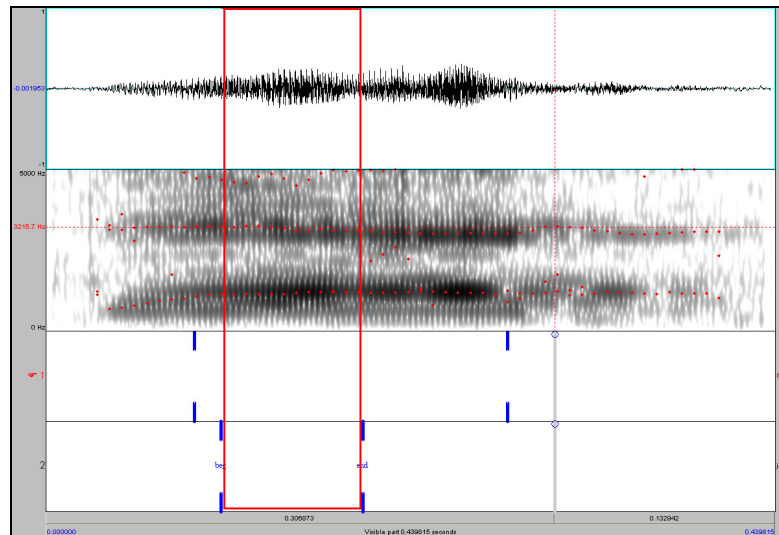 1
-0.001953
-1
5000 Hz
3215.7 Hz
0 Hz
1
2
beg
end
0.306873
0.132942
0.000000
Visible part 0.439815 seconds
0.439815